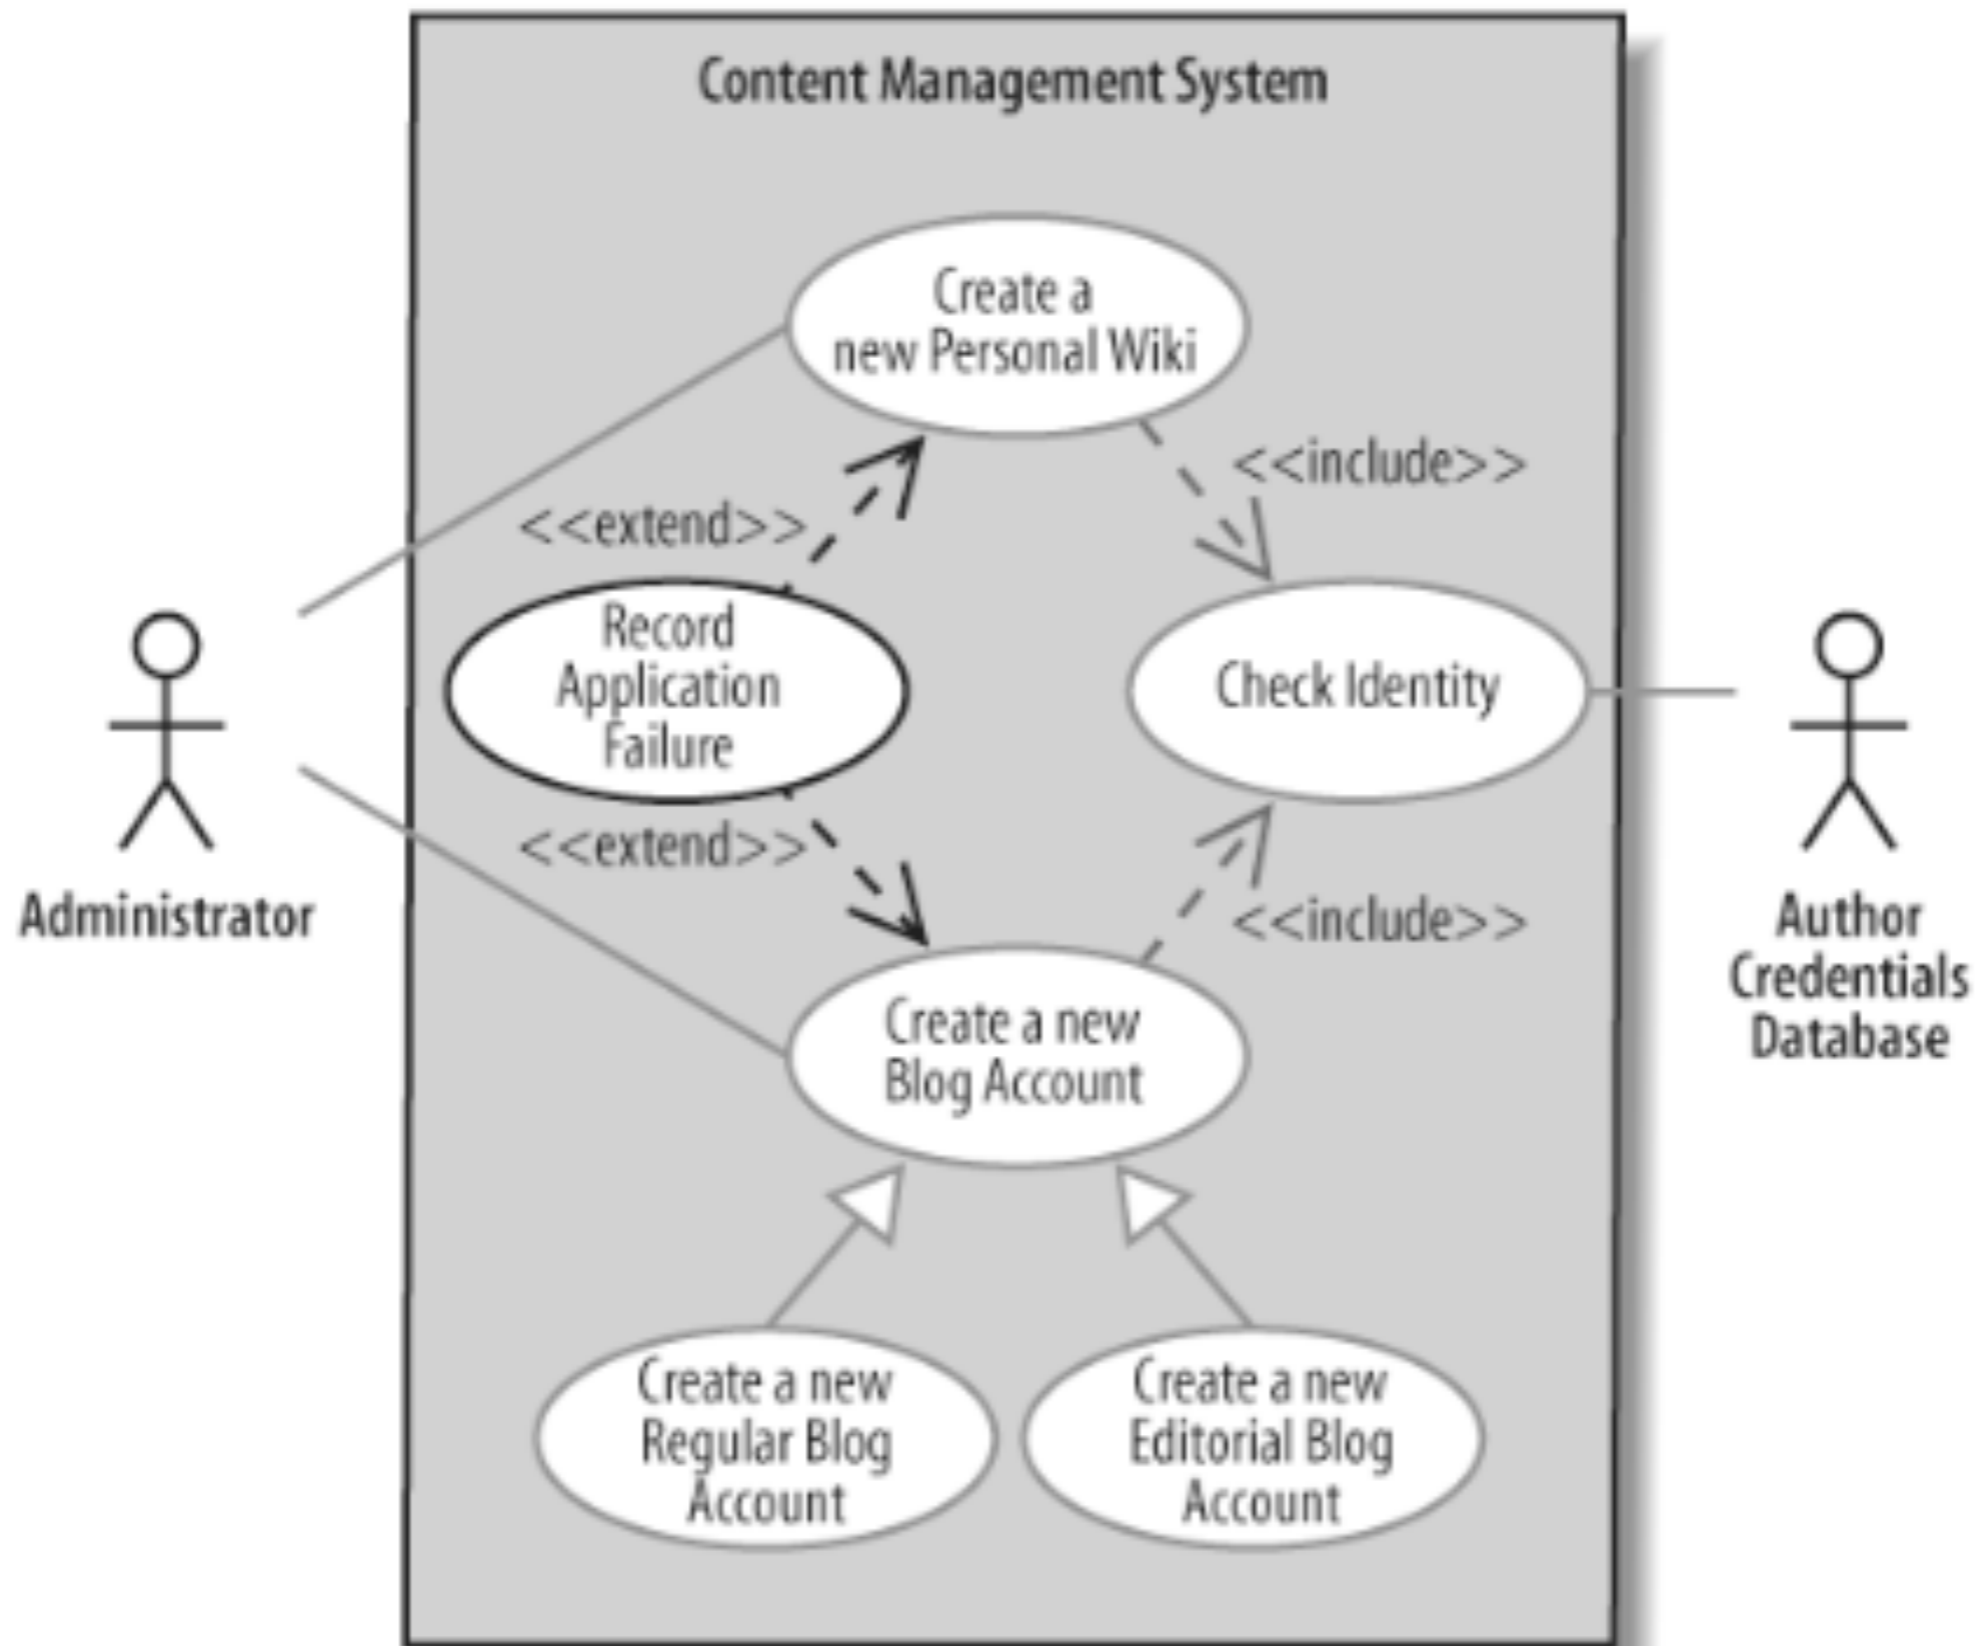 Content Management System
Create a
new Personal Wiki
<<include>>
<<extend>>
Record
Application
Failure
Check Identity
<<extend>>
Administrator
<<include>>
Author
Credentials
Database
Create a new
Blog Account
Create a new
Regular Blog
Account
Create a new
Editorial Blog
Account